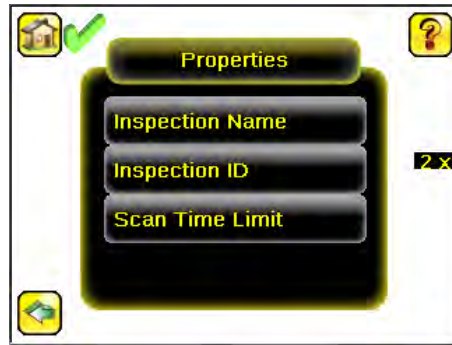 Properties
Inspection Name
2 x
Inspection ID
Scan Time Limit
?